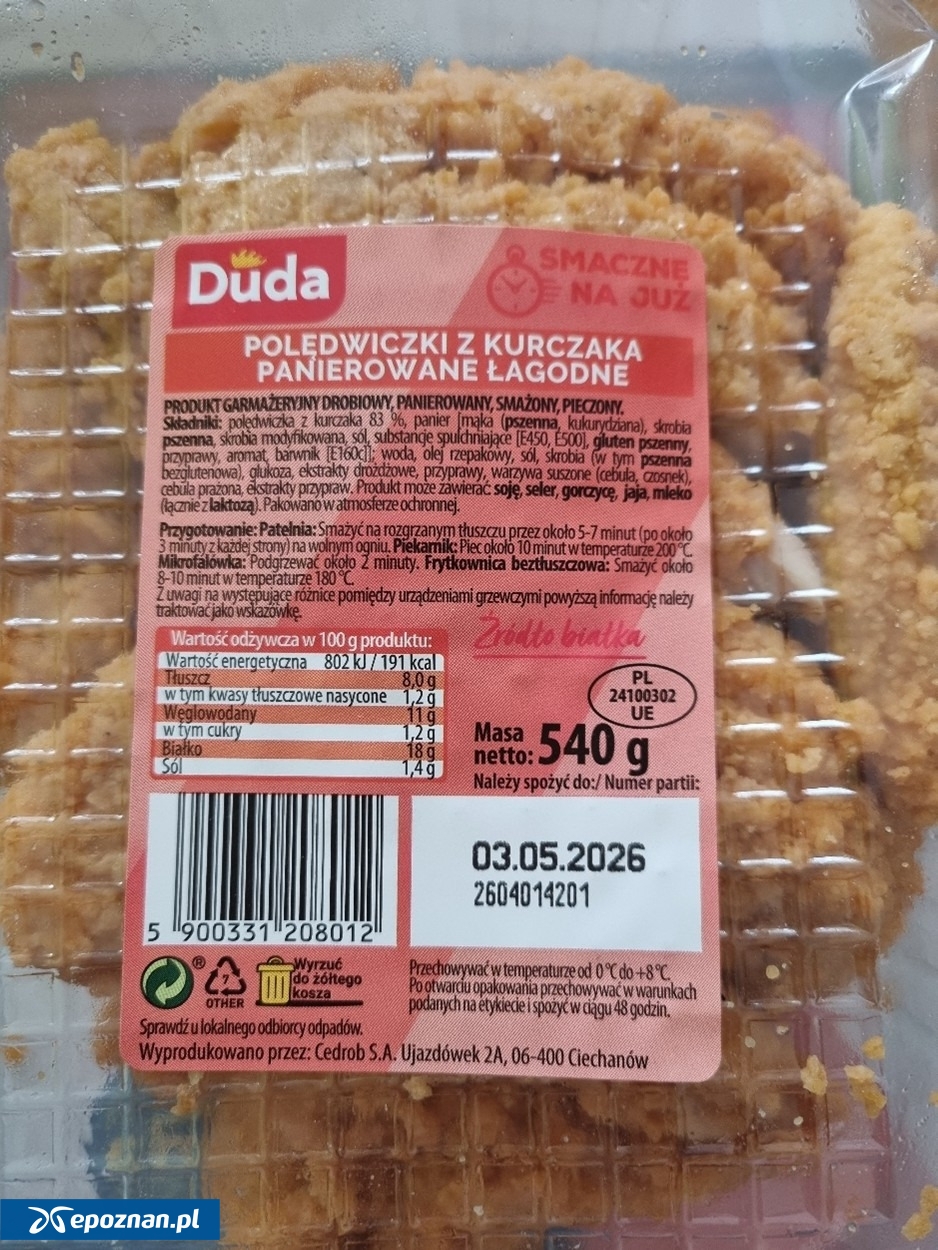 Duda
SMACZNE
NA JUŻ
POLĘDWICZKI Z KURCZAKA
PANIEROWANE ŁAGODNE
PRODUKT GARMAŻERYJNY DROBIOWY, PANIEROWANY, SMAŻONY, PIECZONY.
Składniki: polędwiczka z kurczaka 83 %, panier [mąka (pszenna, kukurydziana), skrobia
pszenna, skrobia modyfikowana, sól, substancje spulchniające [E450, E500], gluten pszenny,
przyprawy, aromat, barwnik [E160c]]; woda, olej rzepakowy, sól, skrobia (w tym pszenna
bezglutenowa), glukoza, ekstrakty drożdżowe, przyprawy, warzywa suszone (cebula, czosnek),
cebula prażona, ekstrakty przypraw. Produkt może zawierać soję, seler, gorczycę, jaja, mleko
(łącznie z laktozą). Pakowano w atmosferze ochronnej.
Przygotowanie: Patelnia: Smażyć na rozgrzanym tłuszczu przez około 5-7 minut (po około
3 minuty z każdej strony) na wolnym ogniu. Piekarnik: Piec około 10 minut w temperaturze 200 °C.
Mikrofalówka: Podgrzewać około 2 minuty. Frytkownica beztłuszczowa: Smażyć około
8-10 minut w temperaturze 180 °C.
Z uwagi na występujące różnice pomiędzy urządzeniami grzewczymi powyższą informację należy
traktować jako wskazówkę.
Źródło białka
Wartość odżywcza w 100 g produktu:
Wartość energetyczna 802 kJ / 191 kcal
Tłuszcz 8,0 g
w tym kwasy tłuszczowe nasycone 1,2 g
Węglowodany 11 g
w tym cukry 1,2 g
Białko 18 g
Sól 1,4 g
PL
24100302
UE
Masa
netto: 540 g
Należy spożyć do:/ Numer partii:
03.05.2026
2604014201
5 900331 208012
®
OTHER
Wyrzuć
do żółtego
kosza
Sprawdź u lokalnego odbiorcy odpadów.
Przechowywać w temperaturze od 0 °C do +8 °C.
Po otwarciu opakowania przechowywać w warunkach
podanych na etykiecie i spożyć w ciągu 48 godzin.
Wyprodukowano przez: Cedrob S.A. Ujazdówek 2A, 06-400 Ciechanów
epoznan.pl